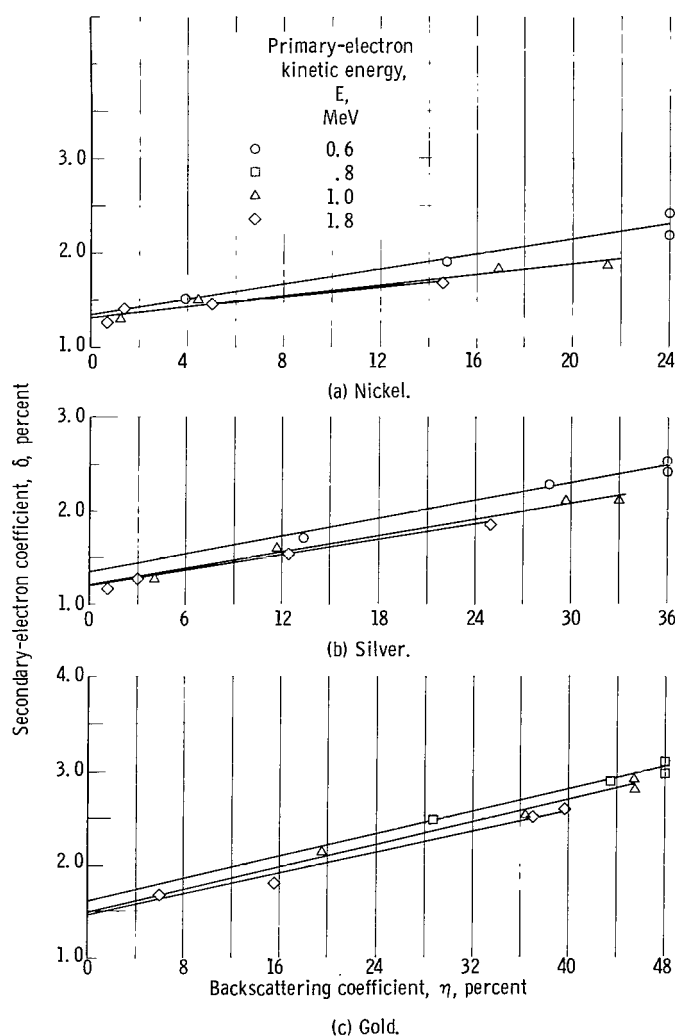 Primary-electron
kinetic energy,
E,
MeV
0.6
.8
1.0
1.8
3.0
2.0
1.0
0 4 8 12 16 20 24
(a) Nickel.
3.0
2.0
1.0
0 6 12 18 24 30 36
(b) Silver.
Secondary-electron coefficient, δ, percent
4.0
3.0
2.0
1.0
0 8 16 24 32 40 48
Backscattering coefficient, η, percent
(c) Gold.